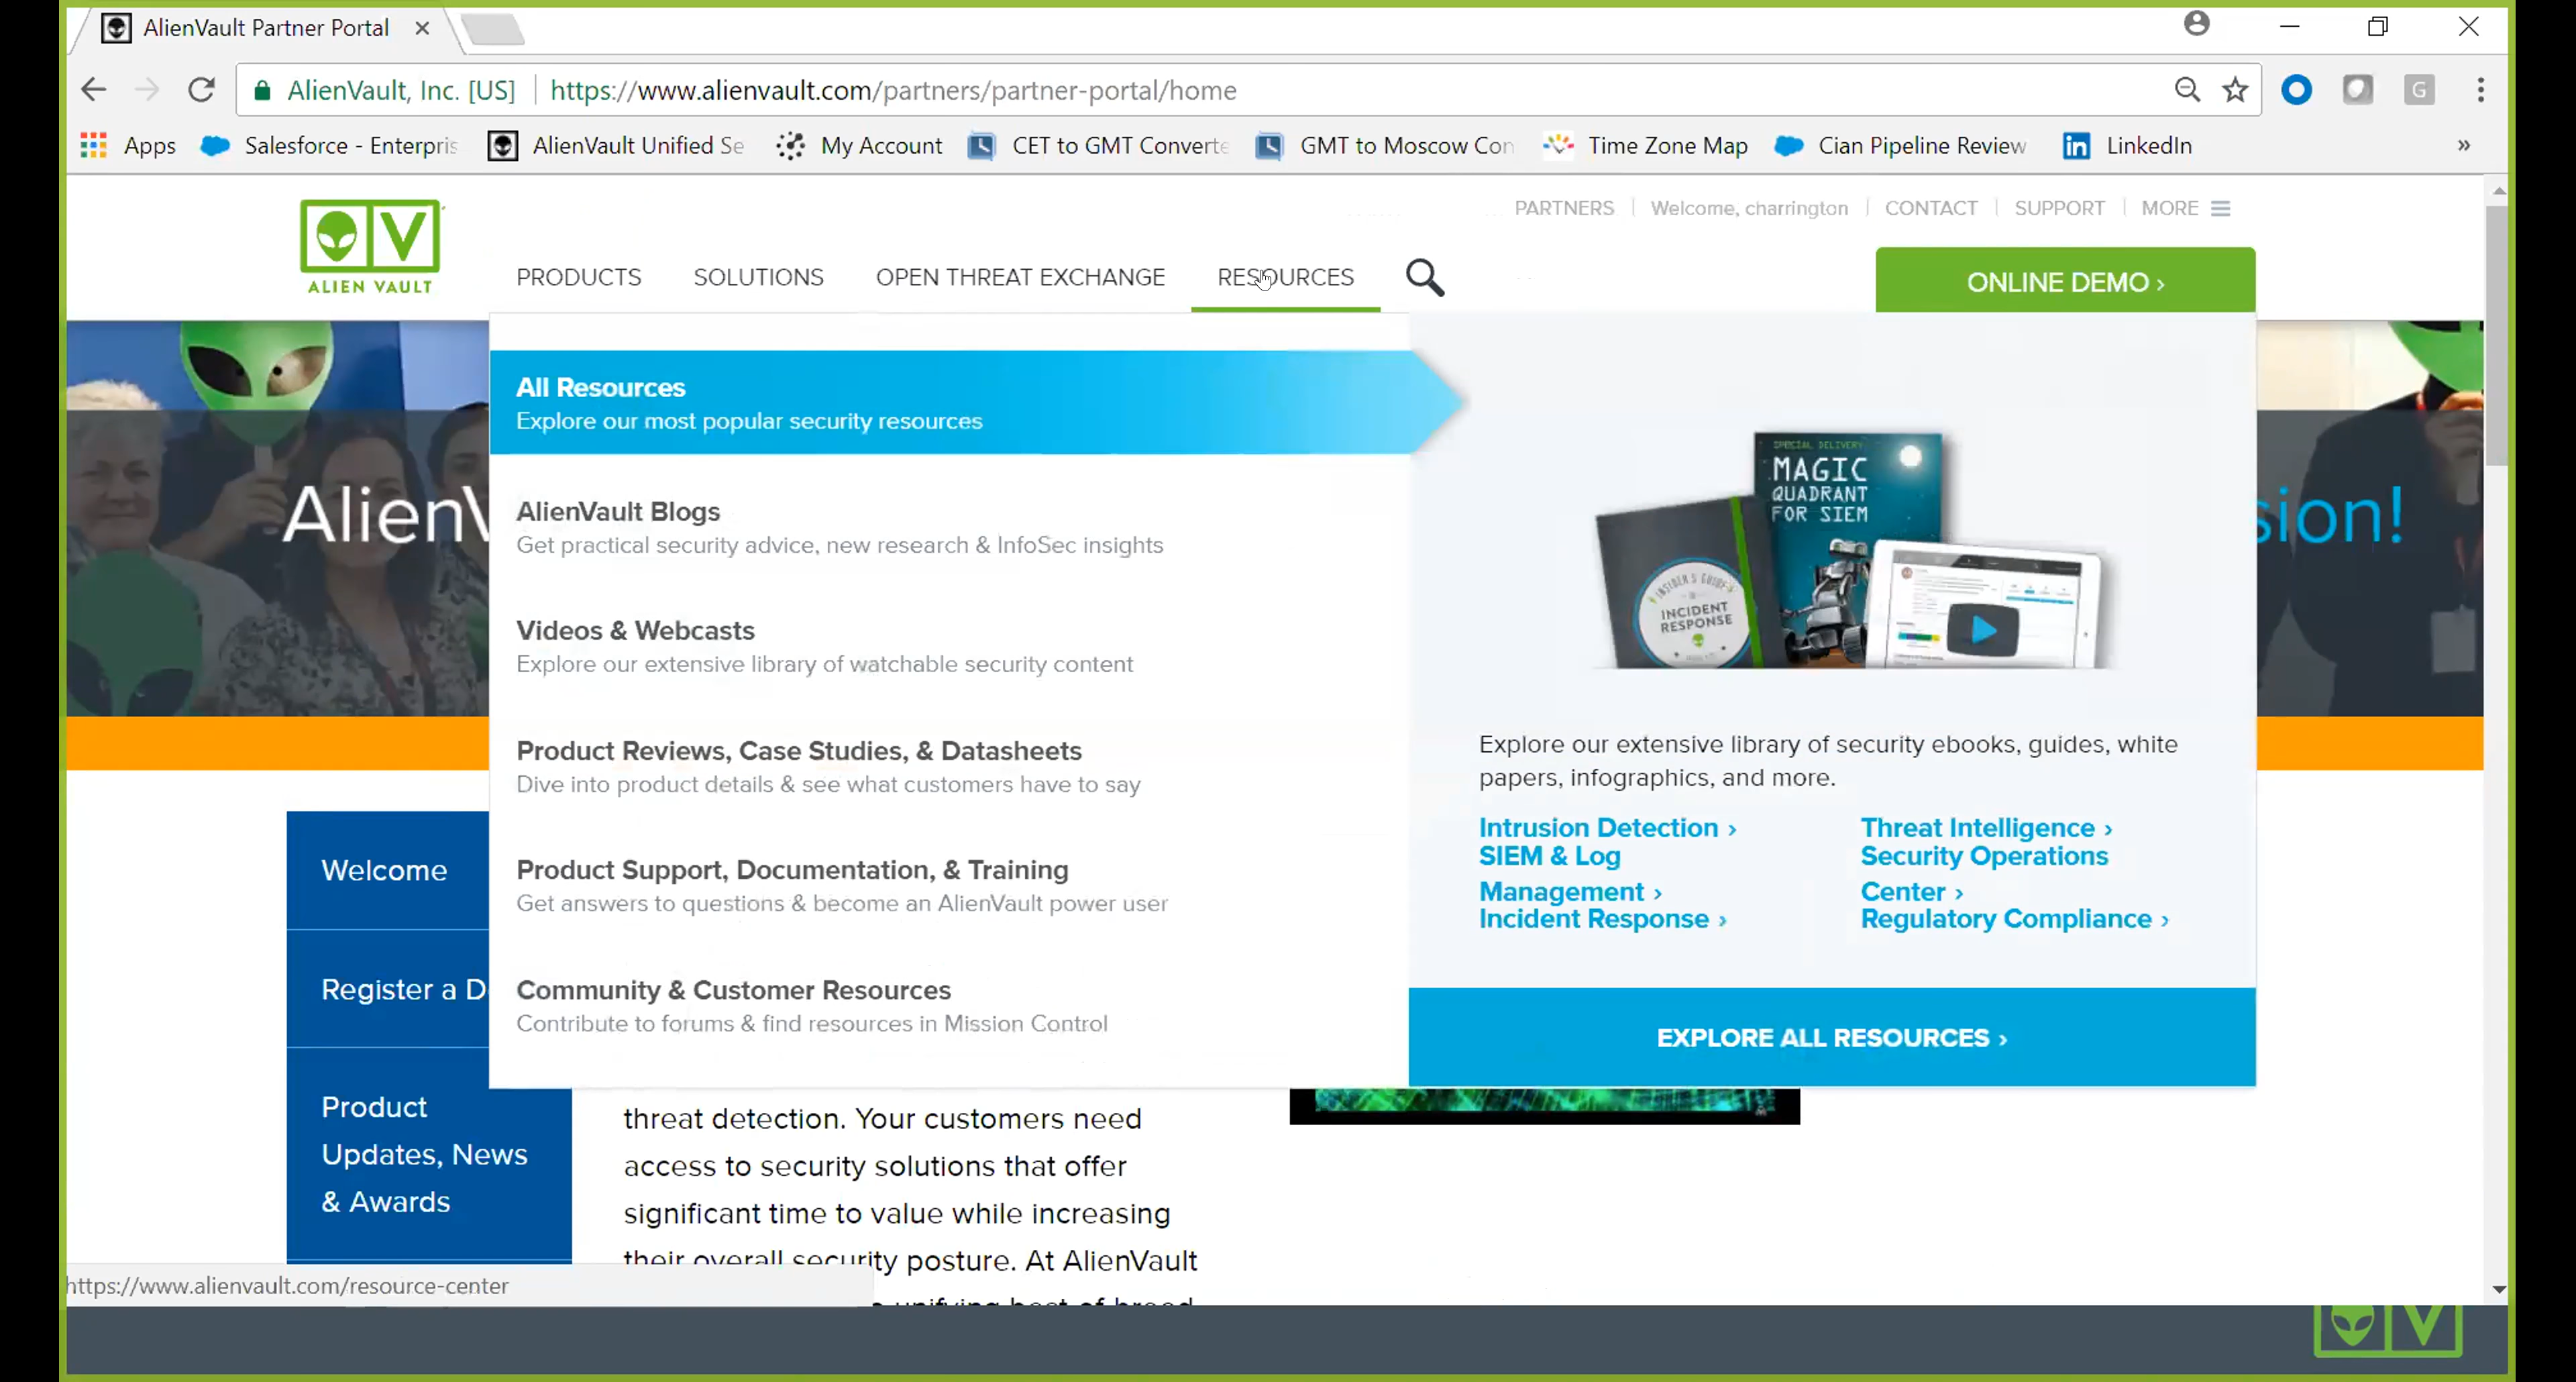 AlienVault Partner Portal
AlienVault, Inc. [US]
https://www.alienvault.com/partners/partner-portal/home
G
Apps
Salesforce - Enterpris
AlienVault Unified Se
My Account
CET to GMT Converte
GMT to Moscow Con
Time Zone Map
Cian Pipeline Review
in LinkedIn
»
PARTNERS
Welcome, charrington
CONTACT
SUPPORT
MORE
V
ALIEN VAULT
PRODUCTS
SOLUTIONS
OPEN THREAT EXCHANGE
RESOURCES
ONLINE DEMO ›
All Resources
Explore our most popular security resources
AlienVault Blogs
Get practical security advice, new research & InfoSec insights
Videos & Webcasts
Explore our extensive library of watchable security content
Product Reviews, Case Studies, & Datasheets
Dive into product details & see what customers have to say
Product Support, Documentation, & Training
Get answers to questions & become an AlienVault power user
Community & Customer Resources
Contribute to forums & find resources in Mission Control
SPECIAL DELIVERY
MAGIC
QUADRANT
FOR SIEM
INSIDER'S GUIDE
INCIDENT
RESPONSE
Explore our extensive library of security ebooks, guides, white
papers, infographics, and more.
Intrusion Detection ›
SIEM & Log
Management ›
Incident Response ›
Threat Intelligence ›
Security Operations
Center ›
Regulatory Compliance ›
EXPLORE ALL RESOURCES ›
AlienV
sion!
Welcome
Register a D
Product
Updates, News
& Awards
threat detection. Your customers need
access to security solutions that offer
significant time to value while increasing
their overall security posture. At AlienVault
unifying best-of-breed
https://www.alienvault.com/resource-center
V